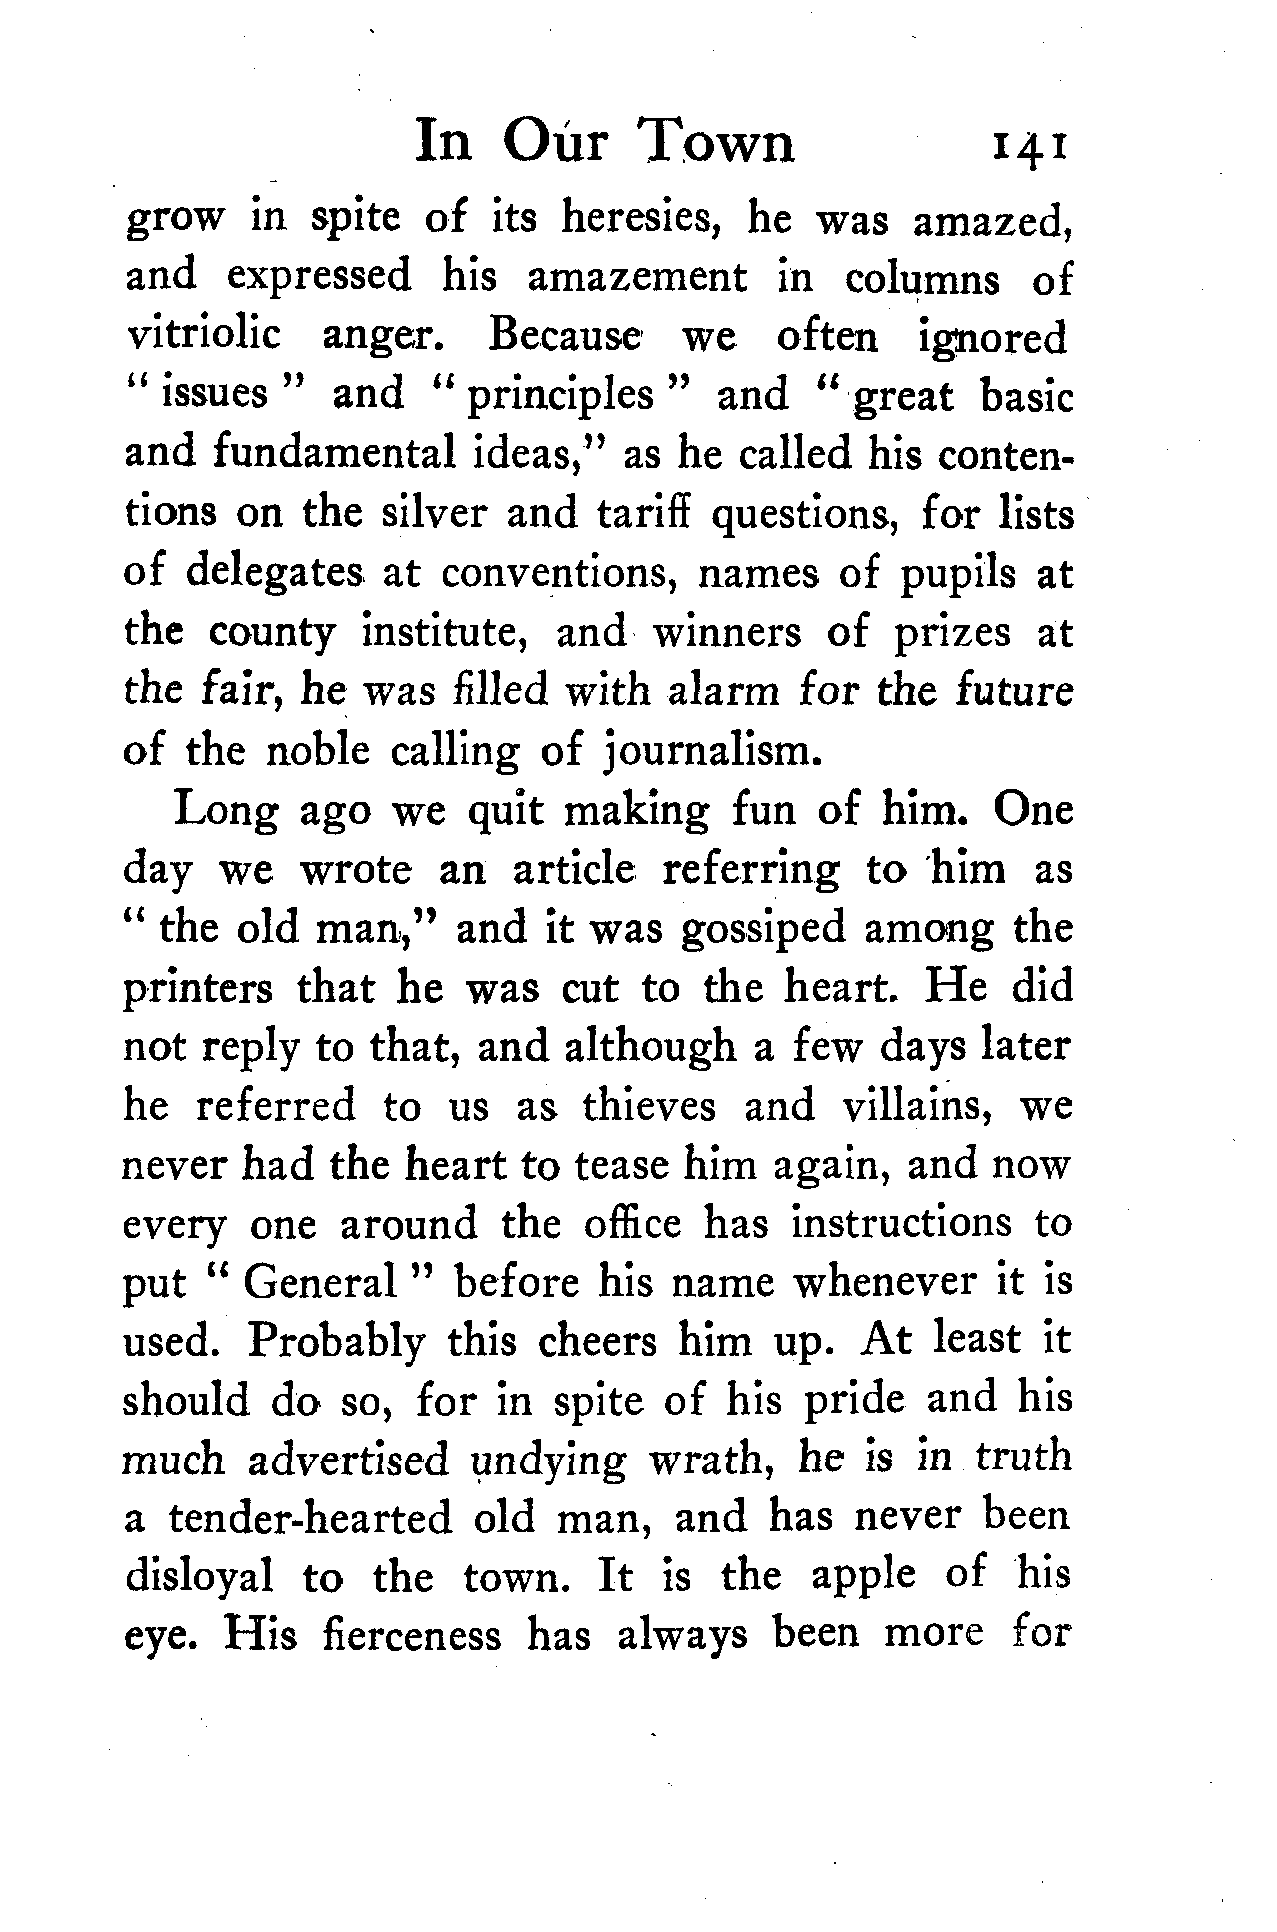 In Our Town 141
grow in spite of its heresies, he was amazed,
and expressed his amazement in columns of
vitriolic anger. Because we often ignored
“ issues ” and “ principles ” and “ great basic
and fundamental ideas,” as he called his conten-
tions on the silver and tariff questions, for lists
of delegates at conventions, names of pupils at
the county institute, and winners of prizes at
the fair, he was filled with alarm for the future
of the noble calling of journalism.
Long ago we quit making fun of him. One
day we wrote an article referring to him as
“ the old man,” and it was gossiped among the
printers that he was cut to the heart. He did
not reply to that, and although a few days later
he referred to us as thieves and villains, we
never had the heart to tease him again, and now
every one around the office has instructions to
put “ General ” before his name whenever it is
used. Probably this cheers him up. At least it
should do so, for in spite of his pride and his
much advertised undying wrath, he is in truth
a tender-hearted old man, and has never been
disloyal to the town. It is the apple of his
eye. His fierceness has always been more for